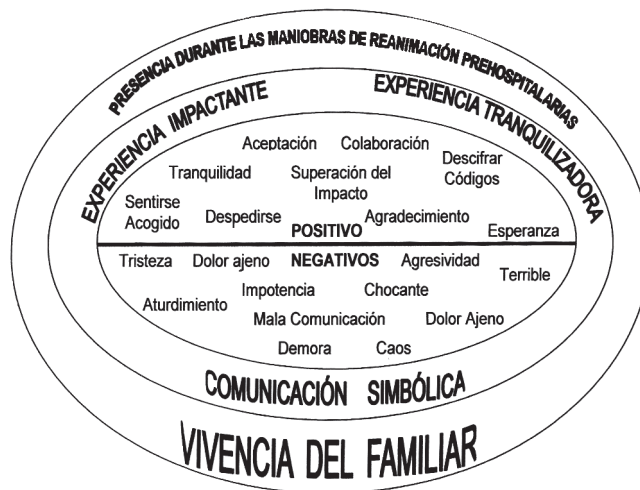 PRESENCIA DURANTE LAS MANIOBRAS DE REANIMACIÓN PREHOSPITALARIAS
EXPERIENCIA IMPACTANTE
EXPERIENCIA TRANQUILIZADORA
Aceptación Colaboración
Descifrar
Códigos
Tranquilidad
Superación del
Impacto
Sentirse
Acogido
Despedirse
Agradecimiento
POSITIVO
Esperanza
Tristeza
Dolor ajeno
NEGATIVOS
Agresividad
Terrible
Impotencia
Chocante
Aturdimiento
Mala Comunicación
Dolor Ajeno
Demora
Caos
COMUNICACIÓN SIMBÓLICA
VIVENCIA DEL FAMILIAR